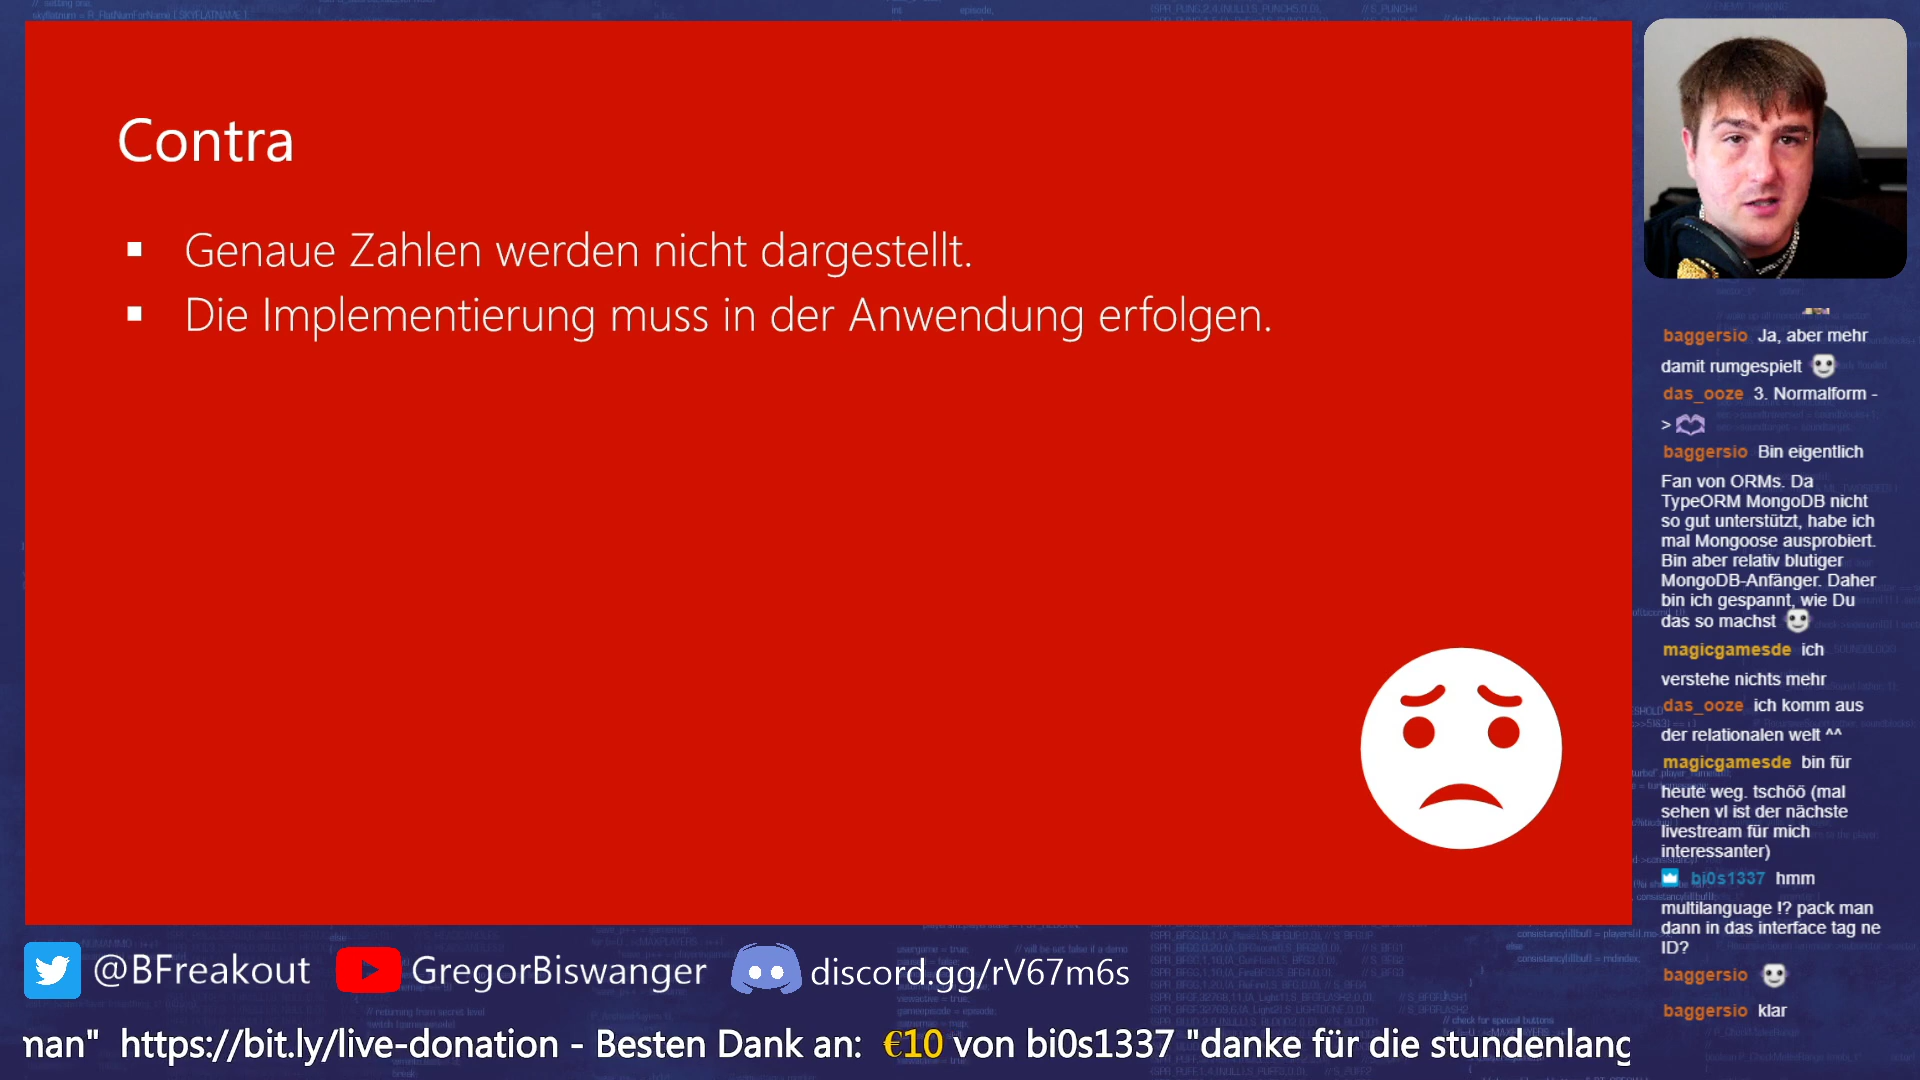 Contra
Genaue Zahlen werden nicht dargestellt.
Die Implementierung muss in der Anwendung erfolgen.
baggersio Ja, aber mehr
damit rumgespielt
das_ooze 3. Normalform -
>
baggersio Bin eigentlich
Fan von ORMs. Da
TypeORM MongoDB nicht
so gut unterstützt, habe ich
mal Mongoose ausprobiert.
Bin aber relativ blutiger
MongoDB-Anfänger. Daher
bin ich gespannt, wie Du
das so machst
magicgamesde ich
verstehe nichts mehr
das_ooze ich komm aus
der relationalen welt ^^
magicgamesde bin für
heute weg. tschöö (mal
sehen vl ist der nächste
livestream für mich
interessanter)
bi0s1337 hmm
multilanguage !? pack man
dann in das interface tag ne
ID?
baggersio
baggersio klar
@BFreakout GregorBiswanger discord.gg/rV67m6s
man" https://bit.ly/live-donation - Besten Dank an: €10 von bi0s1337 "danke für die stundenlang